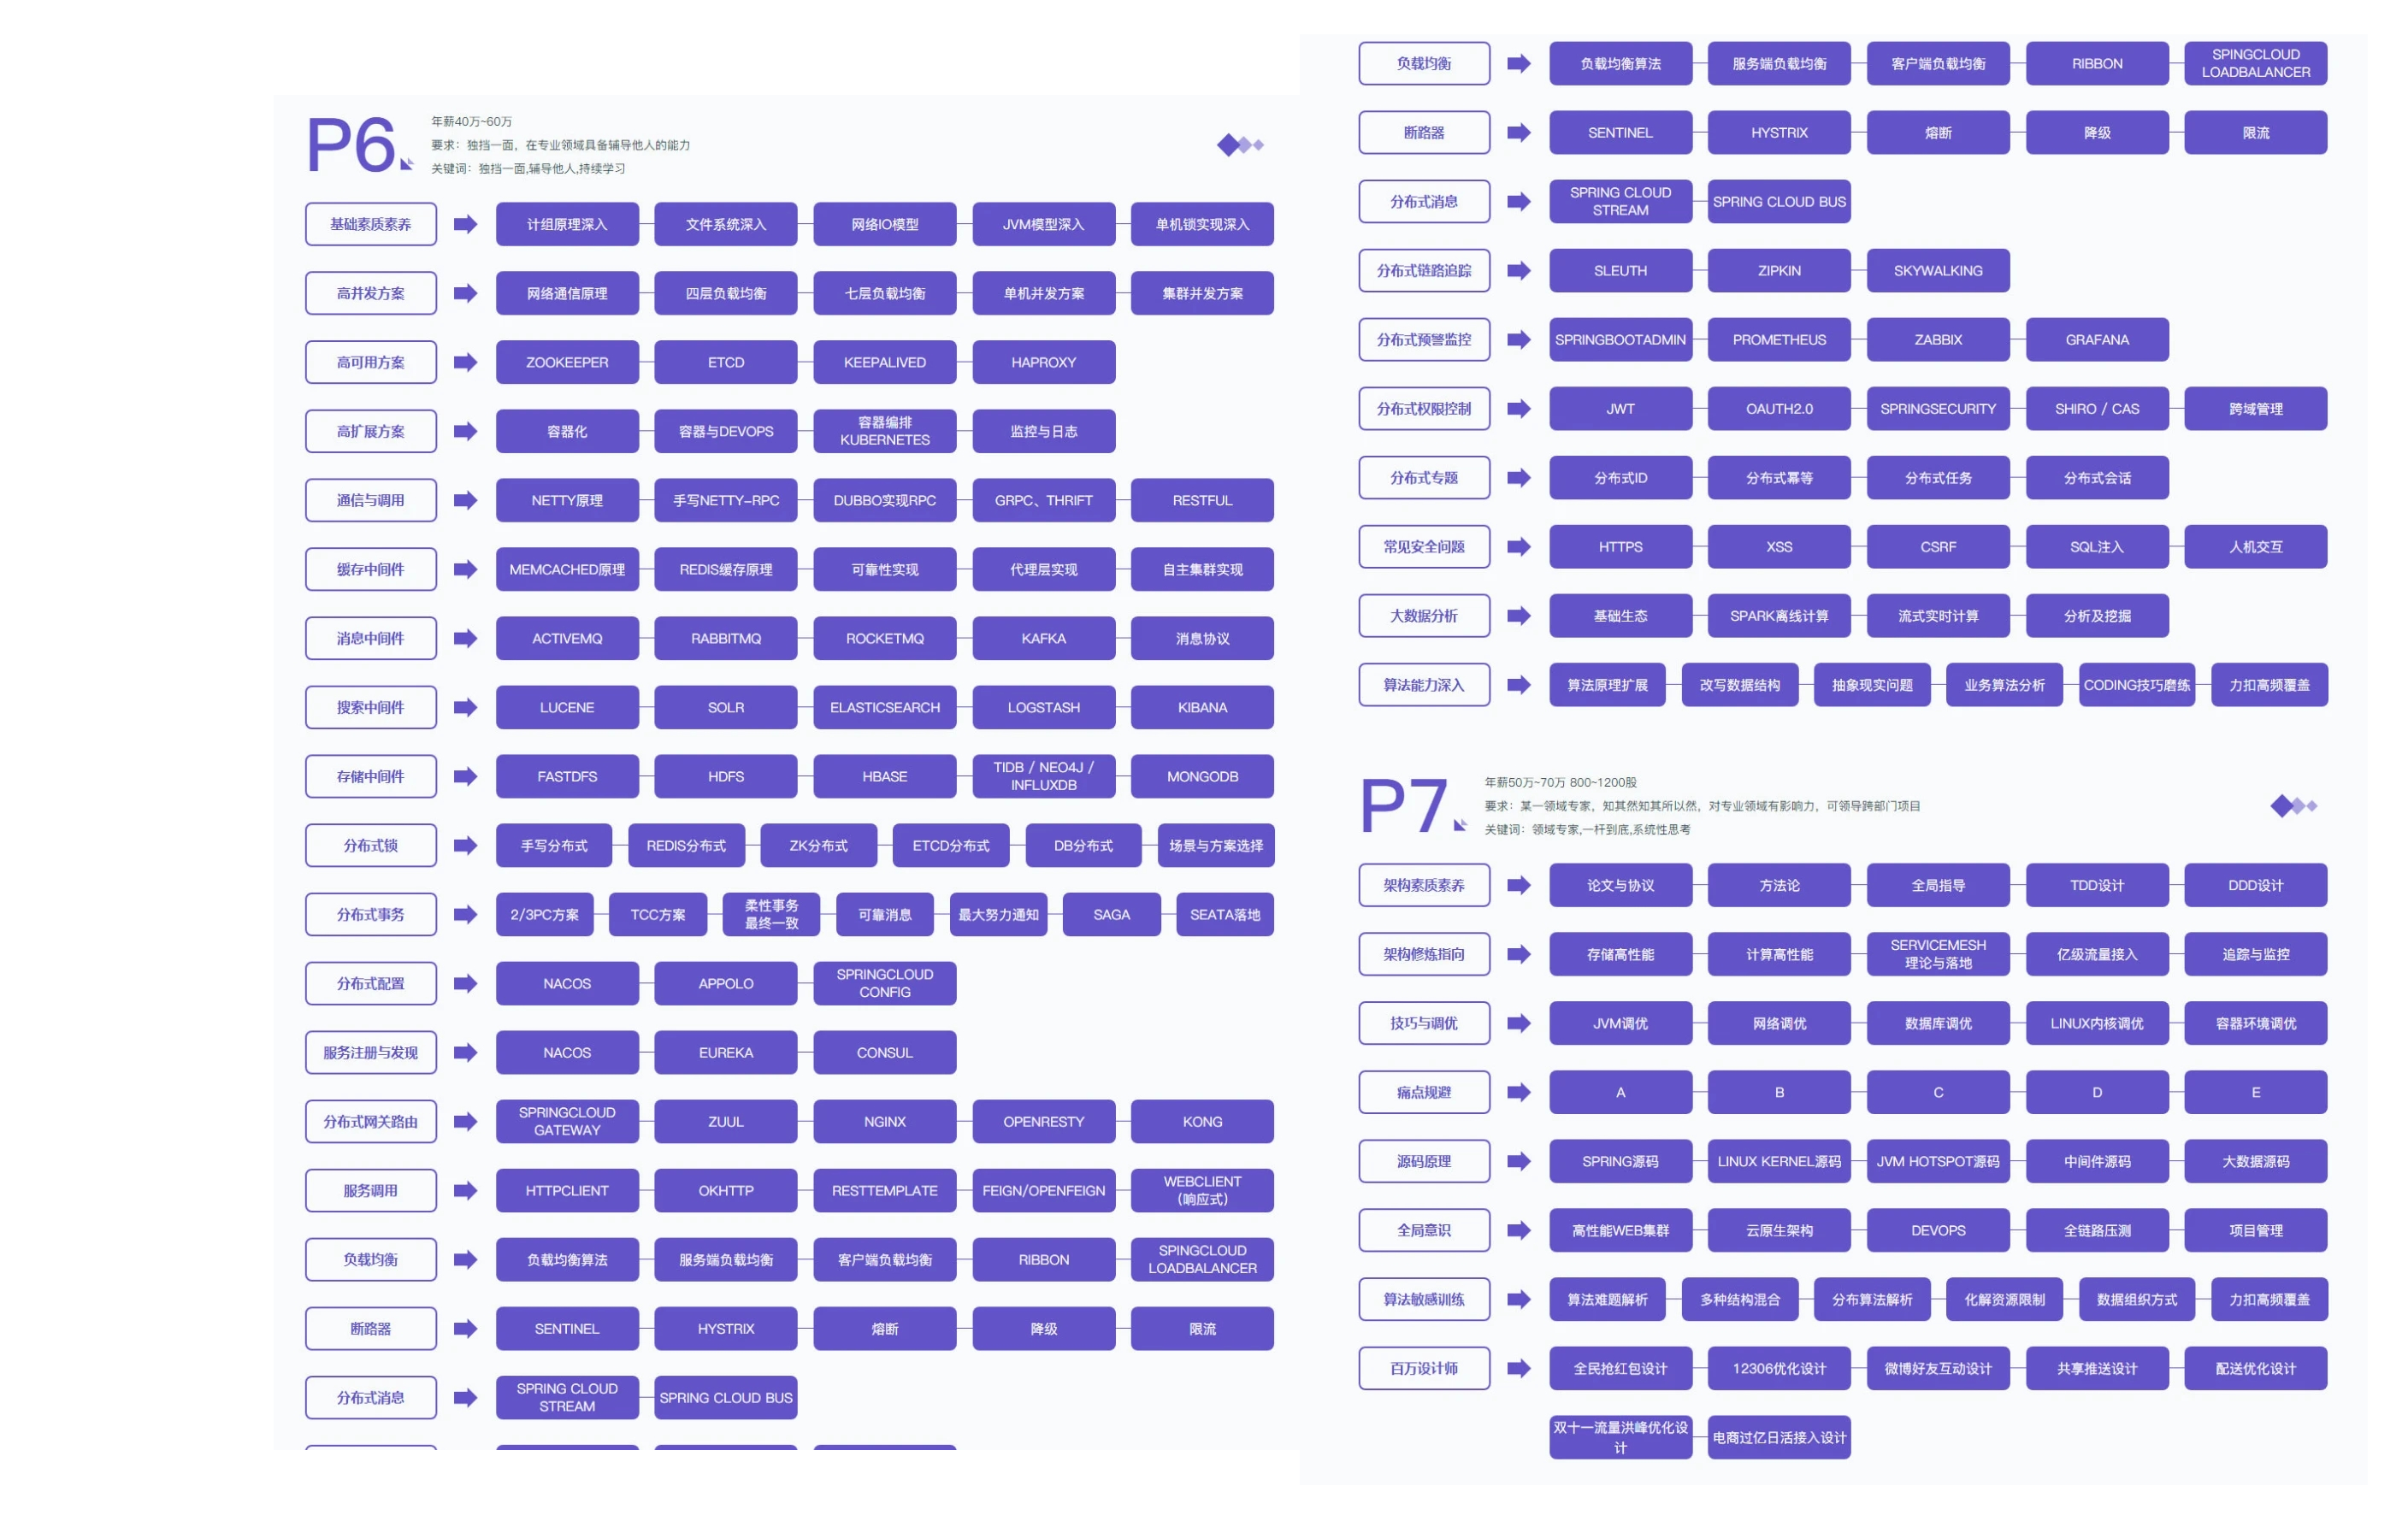 P6
年薪40万~60万
要求：独挡一面，在专业领域具备辅导他人的能力
关键词：独挡一面,辅导他人,持续学习
基础素质素养 计组原理深入 文件系统深入 网络IO模型 JVM模型深入 单机锁实现深入
高并发方案 网络通信原理 四层负载均衡 七层负载均衡 单机并发方案 集群并发方案
高可用方案 ZOOKEEPER ETCD KEEPALIVED HAPROXY
高扩展方案 容器化 容器与DEVOPS 容器编排 KUBERNETES 监控与日志
通信与调用 NETTY原理 手写NETTY-RPC DUBBO实现RPC GRPC、THRIFT RESTFUL
缓存中间件 MEMCACHED原理 REDIS缓存原理 可靠性实现 代理层实现 自主集群实现
消息中间件 ACTIVEMQ RABBITMQ ROCKETMQ KAFKA 消息协议
搜索中间件 LUCENE SOLR ELASTICSEARCH LOGSTASH KIBANA
存储中间件 FASTDFS HDFS HBASE TIDB / NEO4J / INFLUXDB MONGODB
分布式锁 手写分布式 REDIS分布式 ZK分布式 ETCD分布式 DB分布式 场景与方案选择
分布式事务 2/3PC方案 TCC方案 柔性事务 最终一致 可靠消息 最大努力通知 SAGA SEATA落地
分布式配置 NACOS APPOLO SPRINGCLOUD CONFIG
服务注册与发现 NACOS EUREKA CONSUL
分布式网关路由 SPRINGCLOUD GATEWAY ZUUL NGINX OPENRESTY KONG
服务调用 HTTPCLIENT OKHTTP RESTTEMPLATE FEIGN/OPENFEIGN WEBCLIENT （响应式）
负载均衡 负载均衡算法 服务端负载均衡 客户端负载均衡 RIBBON SPINGCLOUD LOADBALANCER
断路器 SENTINEL HYSTRIX 熔断 降级 限流
分布式消息 SPRING CLOUD STREAM SPRING CLOUD BUS
负载均衡 负载均衡算法 服务端负载均衡 客户端负载均衡 RIBBON SPINGCLOUD LOADBALANCER
断路器 SENTINEL HYSTRIX 熔断 降级 限流
分布式消息 SPRING CLOUD STREAM SPRING CLOUD BUS
分布式链路追踪 SLEUTH ZIPKIN SKYWALKING
分布式预警监控 SPRINGBOOTADMIN PROMETHEUS ZABBIX GRAFANA
分布式权限控制 JWT OAUTH2.0 SPRINGSECURITY SHIRO / CAS 跨域管理
分布式专题 分布式ID 分布式幂等 分布式任务 分布式会话
常见安全问题 HTTPS XSS CSRF SQL注入 人机交互
大数据分析 基础生态 SPARK离线计算 流式实时计算 分析及挖掘
算法能力深入 算法原理扩展 改写数据结构 抽象现实问题 业务算法分析 CODING技巧磨练 力扣高频覆盖
P7
年薪50万~70万 800~1200股
要求：某一领域专家，知其然知其所以然，对专业领域有影响力，可领导跨部门项目
关键词：领域专家,一杆到底,系统性思考
架构素质素养 论文与协议 方法论 全局指导 TDD设计 DDD设计
架构修炼指向 存储高性能 计算高性能 SERVICEMESH 理论与落地 亿级流量接入 追踪与监控
技巧与调优 JVM调优 网络调优 数据库调优 LINUX内核调优 容器环境调优
痛点规避 A B C D E
源码原理 SPRING源码 LINUX KERNEL源码 JVM HOTSPOT源码 中间件源码 大数据源码
全局意识 高性能WEB集群 云原生架构 DEVOPS 全链路压测 项目管理
算法敏感训练 算法难题解析 多种结构混合 分布算法解析 化解资源限制 数据组织方式 力扣高频覆盖
百万设计师 全民抢红包设计 12306优化设计 微博好友互动设计 共享推送设计 配送优化设计
双十一流量洪峰优化设计 电商过亿日活接入设计